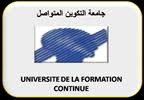 جامعة التكوين المتواصل
UNIVERSITE DE LA FORMATION
CONTINUE